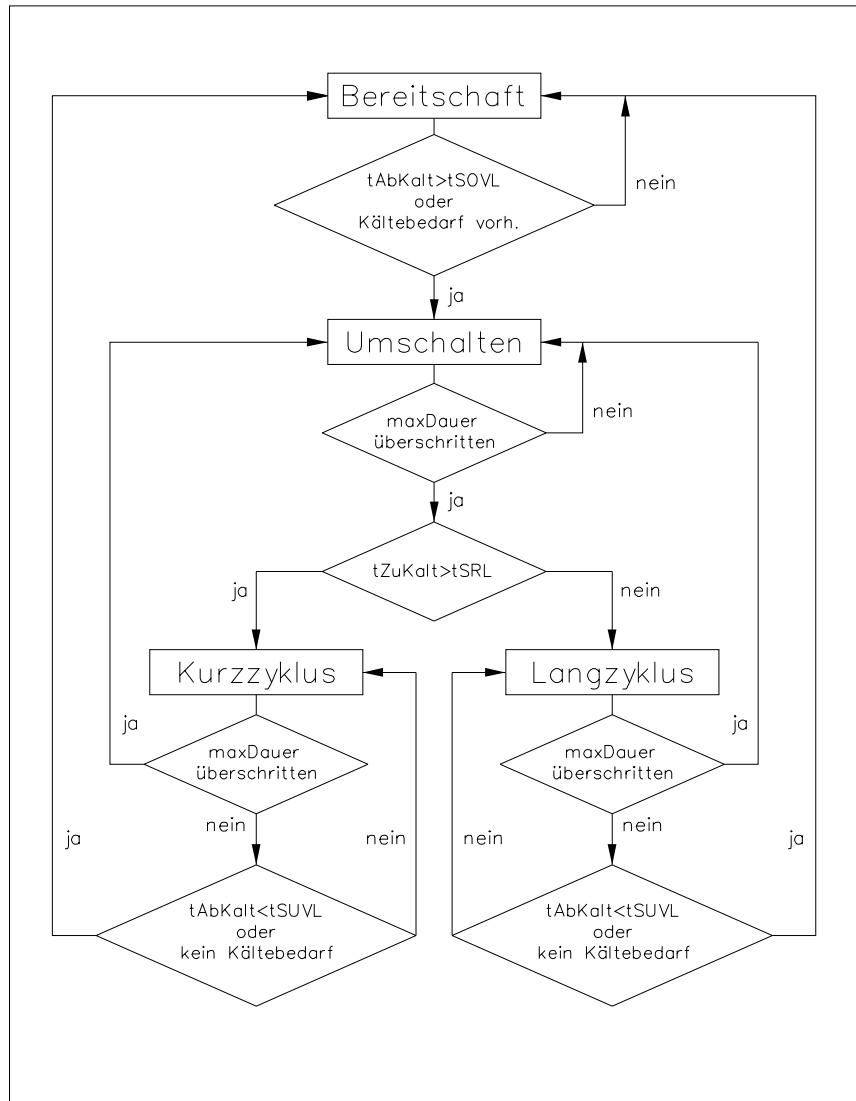 Bereitschaft
tAbKalt>tSOVL
oder
Kältebedarf vorh.
nein
ja
Umschalten
maxDauer
überschritten
nein
ja
tZuKalt>tSRL
ja
nein
Kurzzyklus
Langzyklus
ja
maxDauer
überschritten
maxDauer
überschritten
ja
nein
nein
ja
nein
nein
ja
tAbKalt<tSUVL
oder
kein Kältebedarf
tAbKalt<tSUVL
oder
kein Kältebedarf